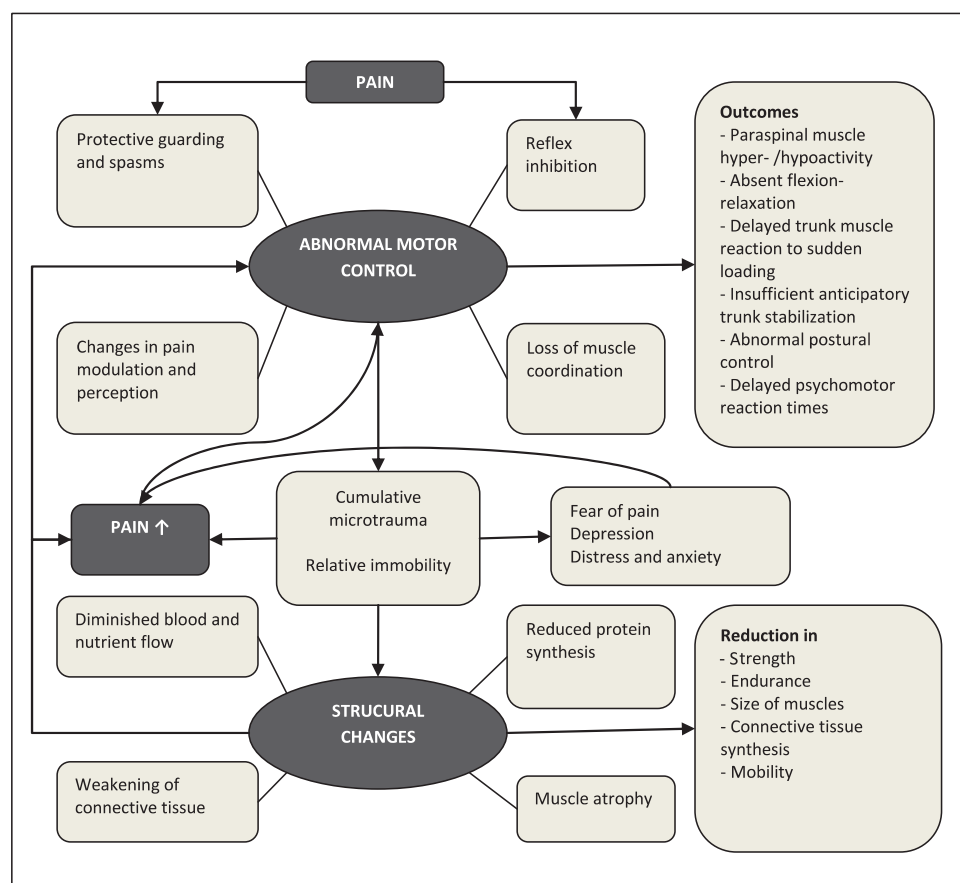 PAIN
Protective guarding
and spasms
Reflex
inhibition
Outcomes
- Paraspinal muscle
hyper- /hypoactivity
- Absent flexion-
relaxation
- Delayed trunk muscle
reaction to sudden
loading
- Insufficient anticipatory
trunk stabilization
- Abnormal postural
control
- Delayed psychomotor
reaction times
ABNORMAL MOTOR
CONTROL
Changes in pain
modulation and
perception
Loss of muscle
coordination
PAIN ↑
Cumulative
microtrauma
Relative immobility
Fear of pain
Depression
Distress and anxiety
Diminished blood and
nutrient flow
Reduced protein
synthesis
Reduction in
- Strength
- Endurance
- Size of muscles
- Connective tissue
synthesis
- Mobility
STRUCURAL
CHANGES
Weakening of
connective tissue
Muscle atrophy